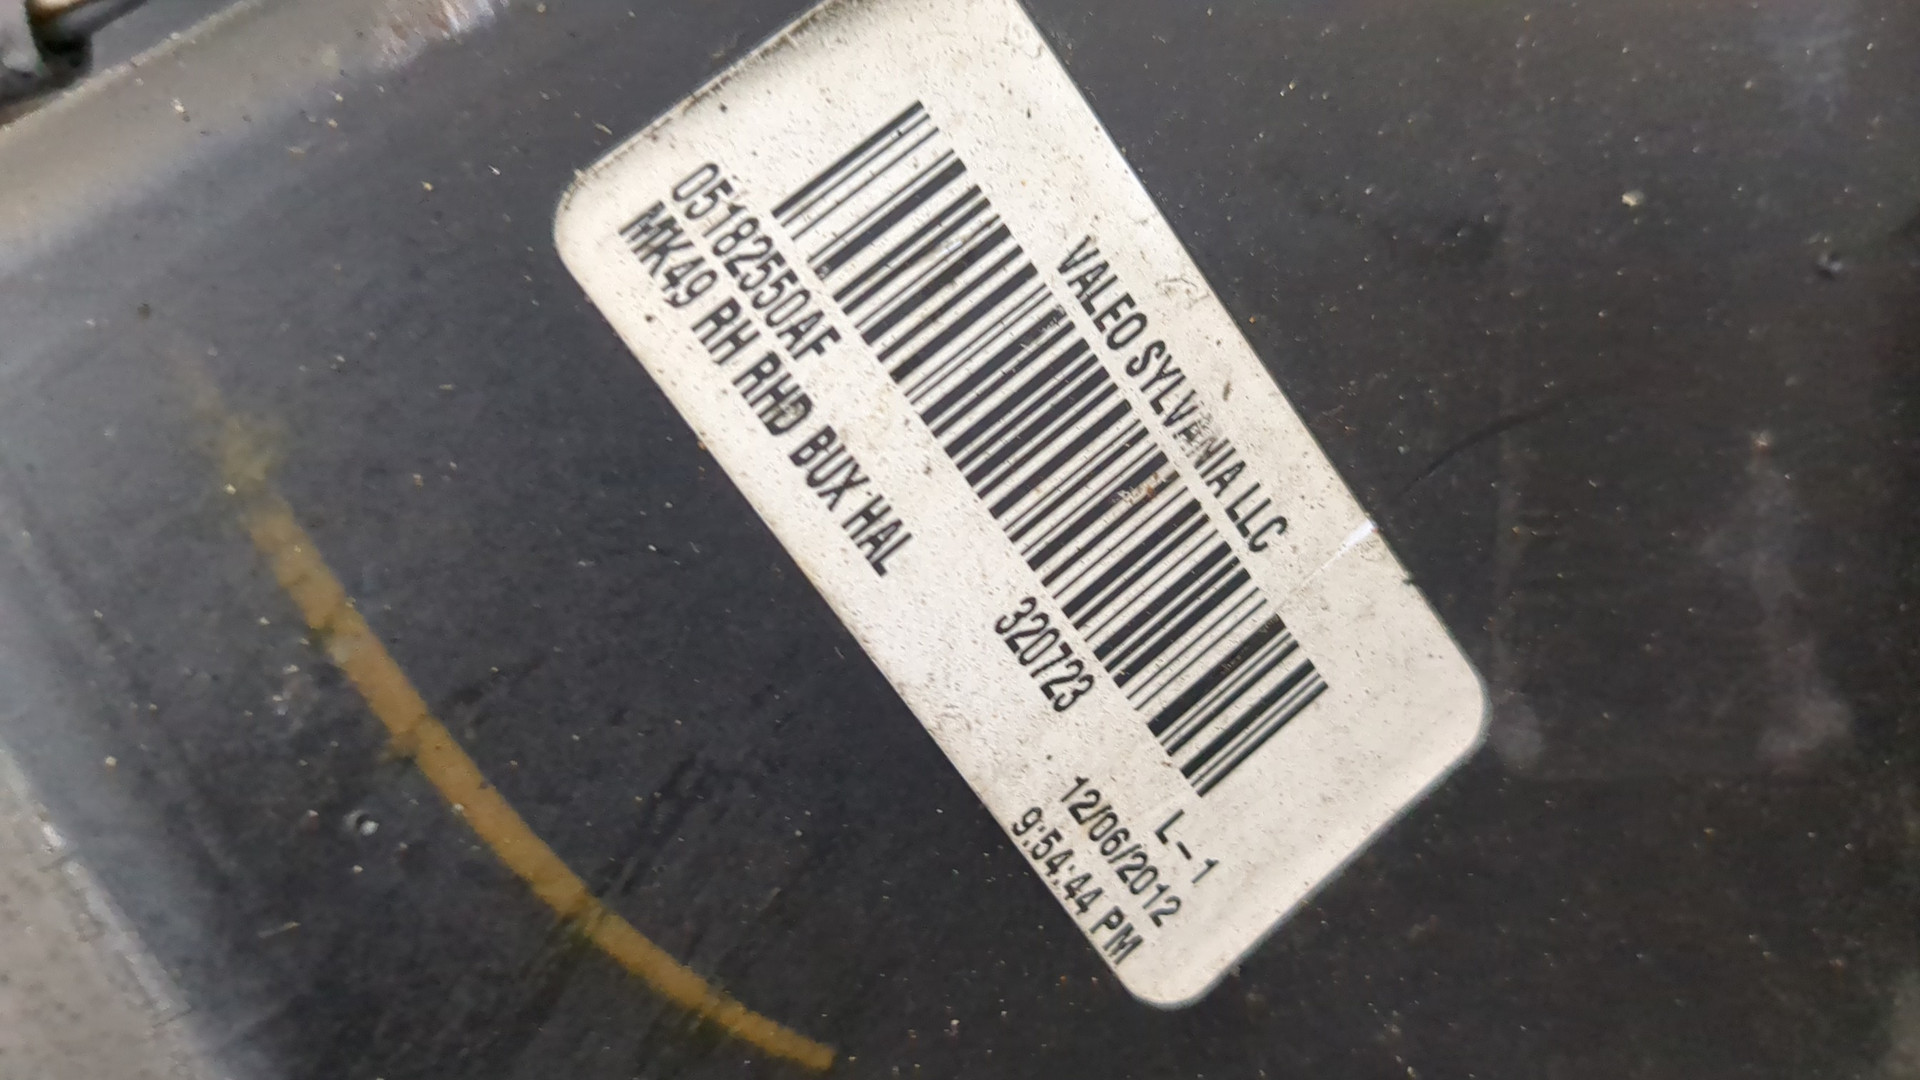 VALEO SYLVANIA LLC
L-1
05182550AF
320723
12/06/2012
MK49 RH RHD BUX HAL
9:54:44 PM